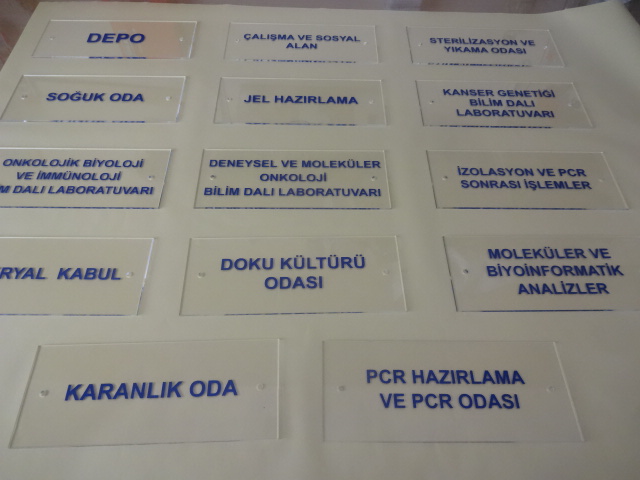 DEPO
ÇALIŞMA VE SOSYAL
ALAN
STERILIZASYON VE
YIKAMA ODASI
SOĞUK ODA
JEL HAZIRLAMA
KANSER GENETİĞİ
BİLİM DALI
LABORATUVARI
ONKOLOJİK BİYOLOJİ
VE İMMÜNOLOJİ
M DALI LABORATUVARI
DENEYSEL VE MOLEKÜLER
ONKOLOJİ
BİLİM DALI LABORATUVARI
İZOLASYON VE PCR
SONRASI İŞLEMLER
RYAL KABUL
DOKU KÜLTÜRÜ
ODASI
MOLEKÜLER VE
BİYOİNFORMATİK
ANALİZLER
KARANLIK ODA
PCR HAZIRLAMA
VE PCR ODASI